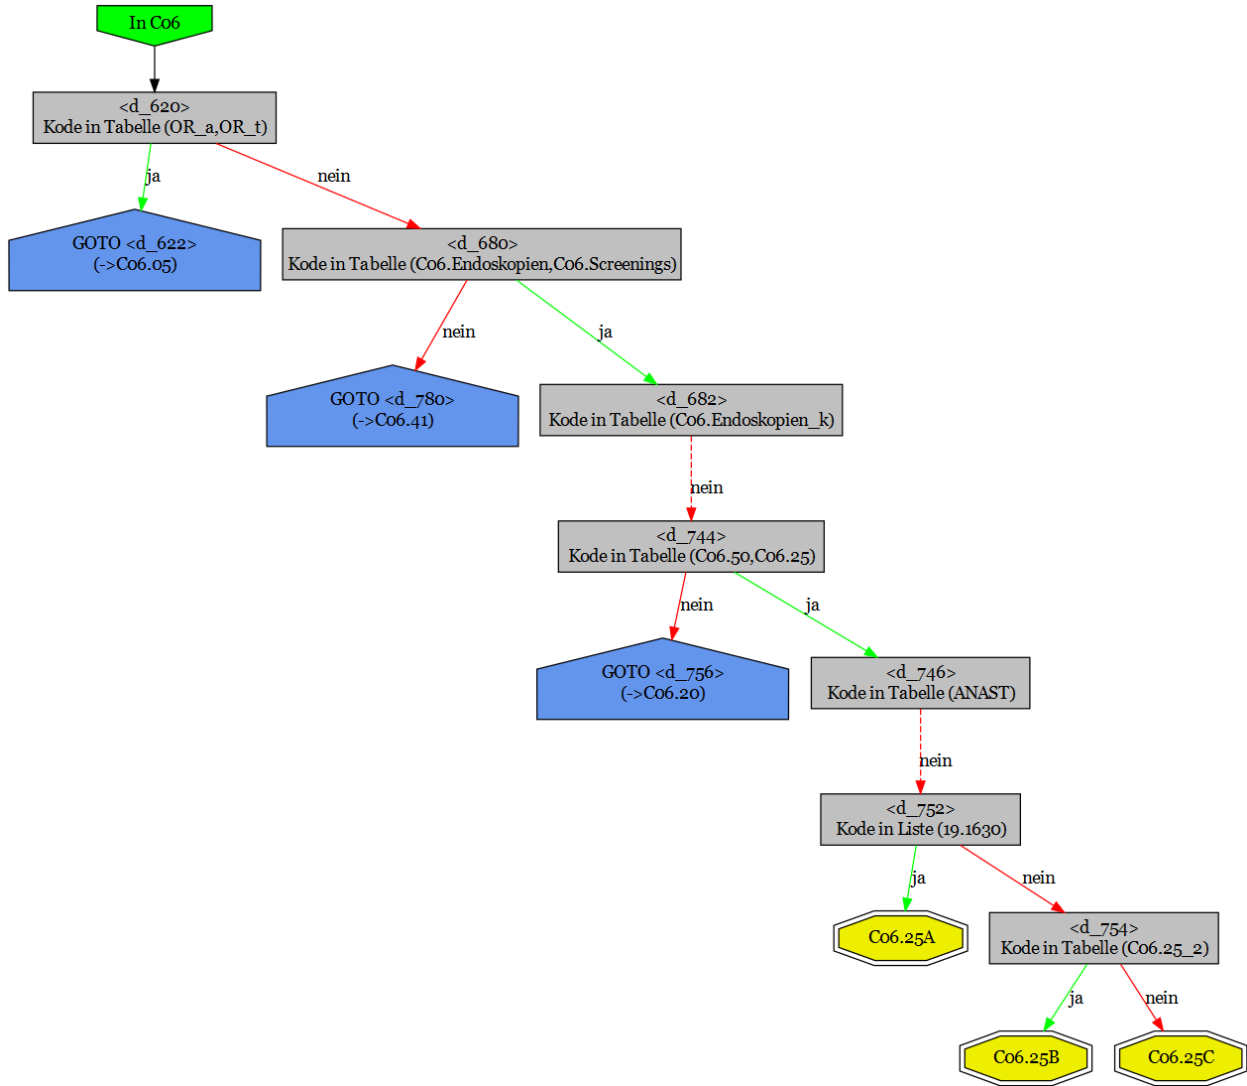 In C06
<d_620>
Kode in Tabelle (OR_a,OR_t)
ja
nein
GOTO <d_622>
(->C06.05)
<d_680>
Kode in Tabelle (C06.Endoskopien,C06.Screenings)
nein
ja
GOTO <d_780>
(->C06.41)
<d_682>
Kode in Tabelle (C06.Endoskopien_k)
nein
<d_744>
Kode in Tabelle (C06.50,C06.25)
nein
ja
GOTO <d_756>
(->C06.20)
<d_746>
Kode in Tabelle (ANAST)
nein
<d_752>
Kode in Liste (19.1630)
ja
nein
C06.25A
<d_754>
Kode in Tabelle (C06.25_2)
ja
nein
C06.25B
C06.25C